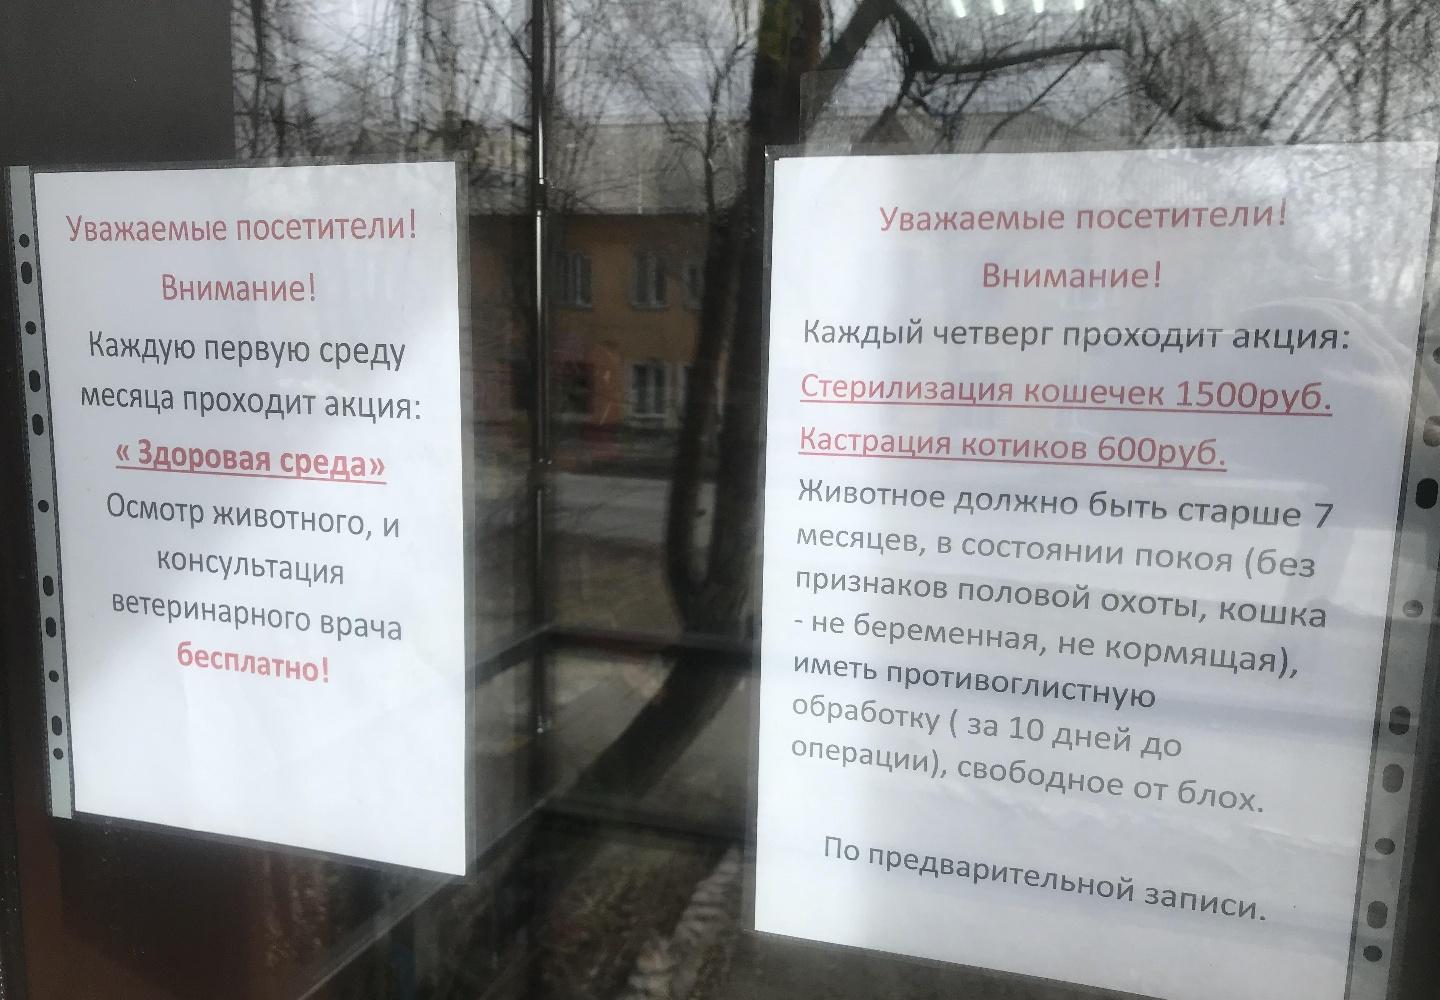 Уважаемые посетители!
Внимание!
Каждую первую среду
месяца проходит акция:
« Здоровая среда»
Осмотр животного, и
консультация
ветеринарного врача
бесплатно!
Уважаемые посетители!
Внимание!
Каждый четверг проходит акция:
Стерилизация кошечек 1500руб.
Кастрация котиков 600руб.
Животное должно быть старше 7
месяцев, в состоянии покоя (без
признаков половой охоты, кошка
- не беременная, не кормящая),
иметь противоглистную
обработку ( за 10 дней до
операции), свободное от блох.
По предварительной записи.